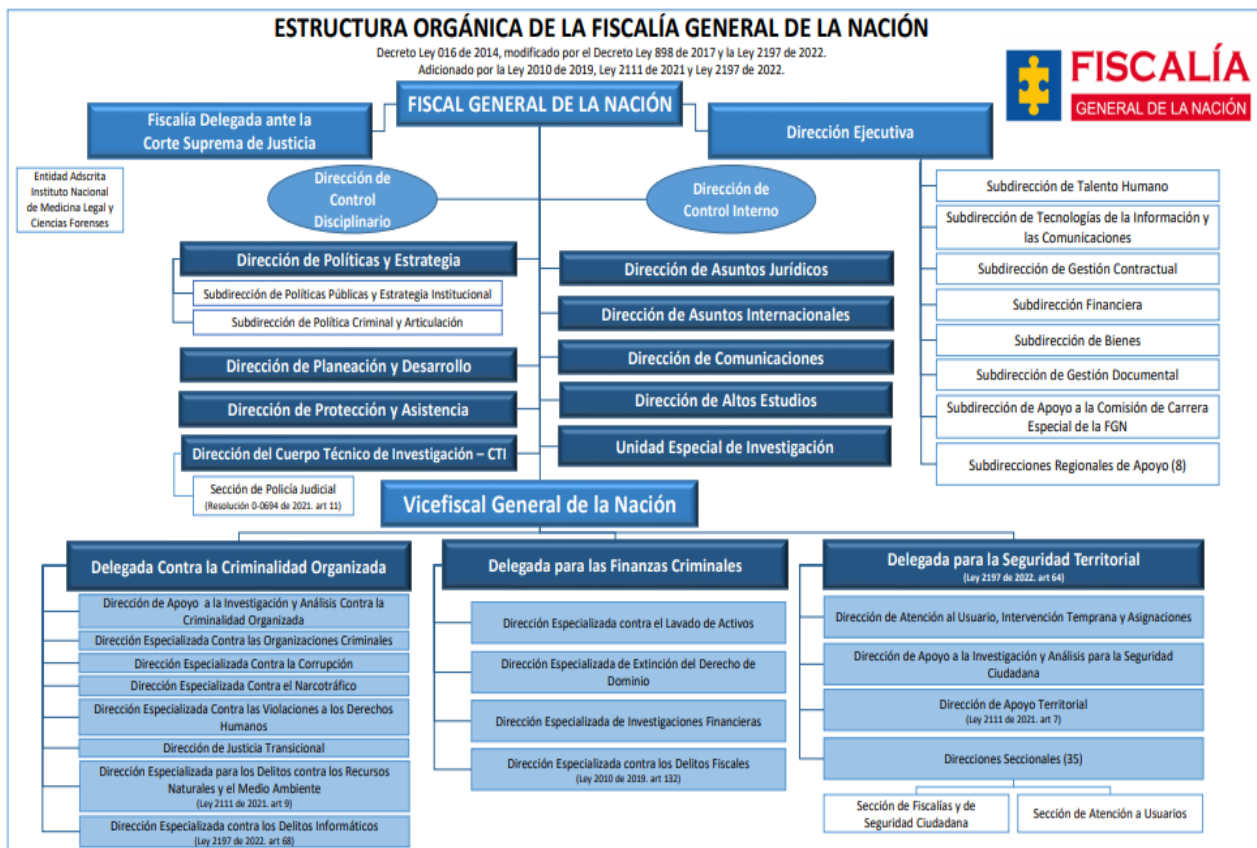 ESTRUCTURA ORGÁNICA DE LA FISCALÍA GENERAL DE LA NACIÓN
Decreto Ley 016 de 2014, modificado por el Decreto Ley 898 de 2017 y la Ley 2197 de 2022.
Adicionado por la Ley 2010 de 2019, Ley 2111 de 2021 y Ley 2197 de 2022.
FISCALÍA
GENERAL DE LA NACIÓN
FISCAL GENERAL DE LA NACIÓN
Fiscalía Delegada ante la
Corte Suprema de Justicia
Dirección Ejecutiva
Entidad Adscrita
Instituto Nacional
de Medicina Legal y
Ciencias Forenses
Dirección de
Control
Disciplinario
Dirección de
Control Interno
Subdirección de Talento Humano
Subdirección de Tecnologías de la Información y
las Comunicaciones
Subdirección de Gestión Contractual
Subdirección Financiera
Subdirección de Bienes
Subdirección de Gestión Documental
Subdirección de Apoyo a la Comisión de Carrera
Especial de la FGN
Subdirecciones Regionales de Apoyo (8)
Dirección de Políticas y Estrategia
Subdirección de Políticas Públicas y Estrategia Institucional
Subdirección de Política Criminal y Articulación
Dirección de Planeación y Desarrollo
Dirección de Protección y Asistencia
Dirección del Cuerpo Técnico de Investigación – CTI
Sección de Policía Judicial
(Resolución 0-0694 de 2021. art 11)
Dirección de Asuntos Jurídicos
Dirección de Asuntos Internacionales
Dirección de Comunicaciones
Dirección de Altos Estudios
Unidad Especial de Investigación
Vicefiscal General de la Nación
Delegada Contra la Criminalidad Organizada
Dirección de Apoyo a la Investigación y Análisis Contra la
Criminalidad Organizada
Dirección Especializada Contra las Organizaciones Criminales
Dirección Especializada Contra la Corrupción
Dirección Especializada Contra el Narcotráfico
Dirección Especializada Contra las Violaciones a los Derechos
Humanos
Dirección de Justicia Transicional
Dirección Especializada para los Delitos contra los Recursos
Naturales y el Medio Ambiente
(Ley 2111 de 2021. art 9)
Dirección Especializada contra los Delitos Informáticos
(Ley 2197 de 2022. art 68)
Delegada para las Finanzas Criminales
Dirección Especializada contra el Lavado de Activos
Dirección Especializada de Extinción del Derecho de
Dominio
Dirección Especializada de Investigaciones Financieras
Dirección Especializada contra los Delitos Fiscales
(Ley 2010 de 2019. art 132)
Delegada para la Seguridad Territorial
(Ley 2197 de 2022. art 64)
Dirección de Atención al Usuario, Intervención Temprana y Asignaciones
Dirección de Apoyo a la Investigación y Análisis para la Seguridad
Ciudadana
Dirección de Apoyo Territorial
(Ley 2111 de 2021. art 7)
Direcciones Seccionales (35)
Sección de Fiscalías y de
Seguridad Ciudadana
Sección de Atención a Usuarios